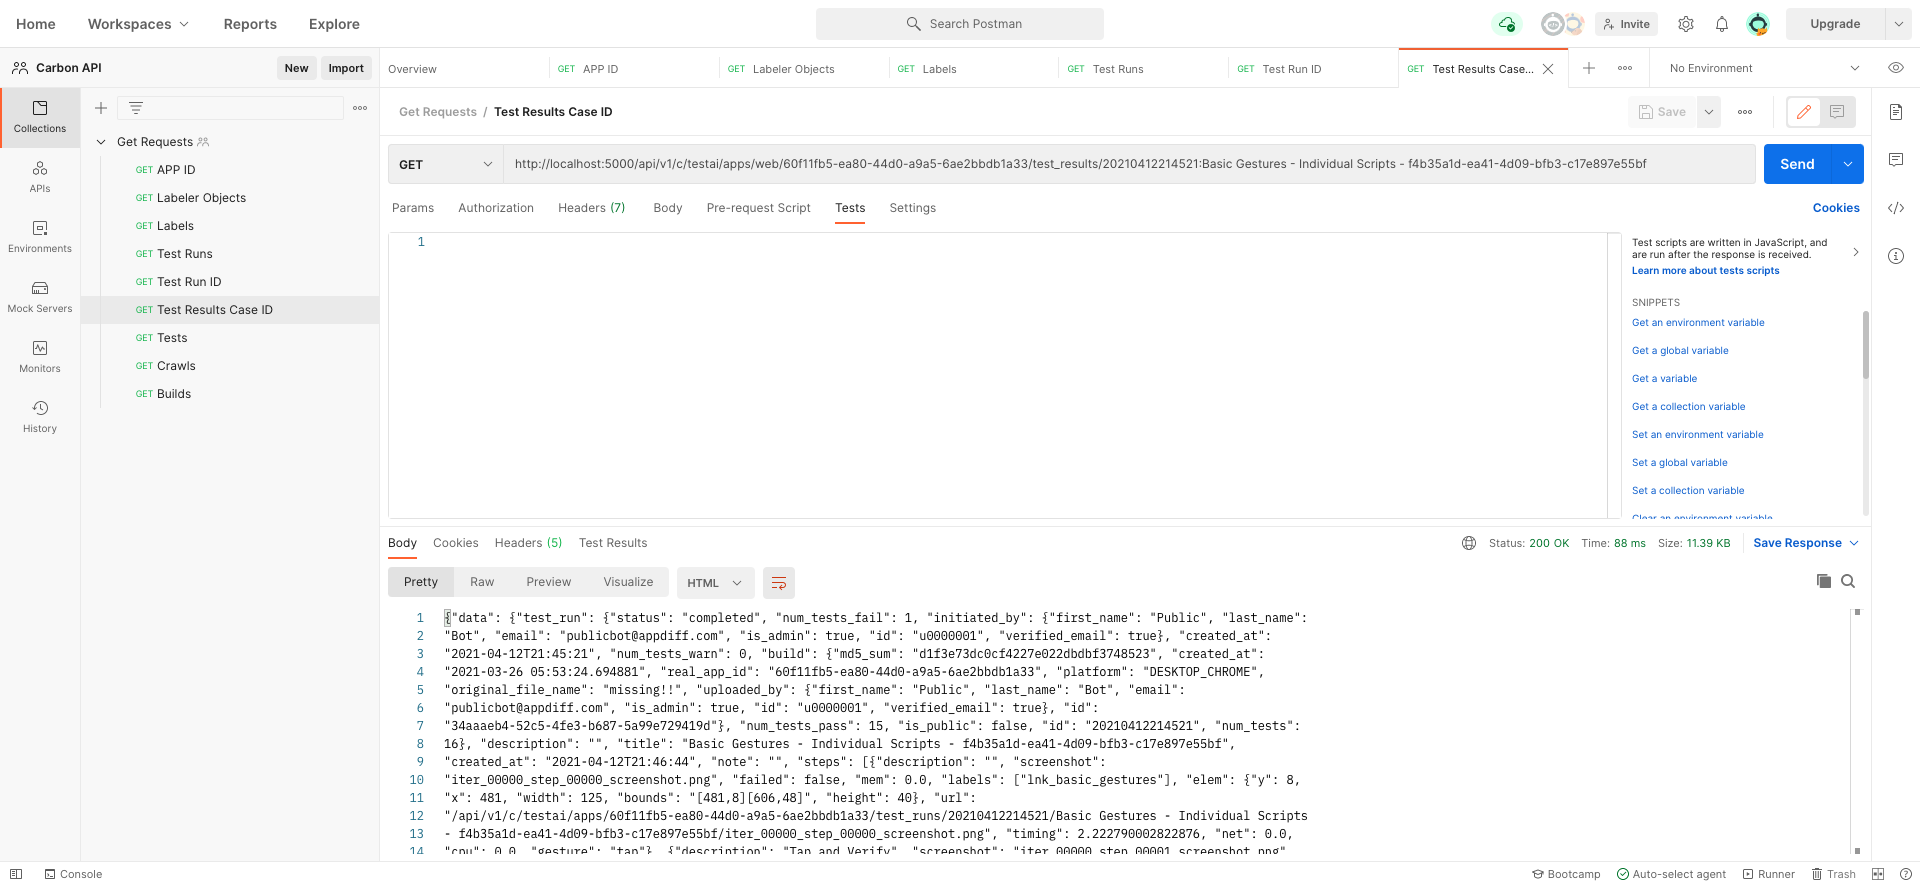 Home Workspaces Reports Explore Search Postman Invite Upgrade
Carbon API New Import
Overview GET APP ID GET Labeler Objects GET Labels GET Test Runs GET Test Run ID GET Test Results Case... No Environment
Collections
APIs
Environments
Mock Servers
Monitors
History
Get Requests
GET APP ID
GET Labeler Objects
GET Labels
GET Test Runs
GET Test Run ID
GET Test Results Case ID
GET Tests
GET Crawls
GET Builds
Get Requests / Test Results Case ID Save
GET http://localhost:5000/api/v1/c/testai/apps/web/60f11fb5-ea80-44d0-a9a5-6ae2bbdb1a33/test_results/20210412214521:Basic Gestures - Individual Scripts - f4b35a1d-ea41-4d09-bfb3-c17e897e55bf Send
Params Authorization Headers (7) Body Pre-request Script Tests Settings Cookies
1
Test scripts are written in JavaScript, and
are run after the response is received.
Learn more about tests scripts
SNIPPETS
Get an environment variable
Get a global variable
Get a variable
Get a collection variable
Set an environment variable
Set a global variable
Set a collection variable
Clear an environment variable
Body Cookies Headers (5) Test Results Status: 200 OK Time: 88 ms Size: 11.39 KB Save Response
Pretty Raw Preview Visualize HTML
1 {"data": {"test_run": {"status": "completed", "num_tests_fail": 1, "initiated_by": {"first_name": "Public", "last_name":
2 "Bot", "email": "publicbot@appdiff.com", "is_admin": true, "id": "u0000001", "verified_email": true}, "created_at":
3 "2021-04-12T21:45:21", "num_tests_warn": 0, "build": {"md5_sum": "d1f3e73dc0cf4227e022dbdbf3748523", "created_at":
4 "2021-03-26 05:53:24.694881", "real_app_id": "60f11fb5-ea80-44d0-a9a5-6ae2bbdb1a33", "platform": "DESKTOP_CHROME",
5 "original_file_name": "missing!!", "uploaded_by": {"first_name": "Public", "last_name": "Bot", "email":
6 "publicbot@appdiff.com", "is_admin": true, "id": "u0000001", "verified_email": true}, "id":
7 "34aaaeb4-52c5-4fe3-b687-5a99e729419d"}, "num_tests_pass": 15, "is_public": false, "id": "20210412214521", "num_tests":
8 16}, "description": "", "title": "Basic Gestures - Individual Scripts - f4b35a1d-ea41-4d09-bfb3-c17e897e55bf",
9 "created_at": "2021-04-12T21:46:44", "note": "", "steps": [{"description": "", "screenshot":
10 "iter_00000_step_00000_screenshot.png", "failed": false, "mem": 0.0, "labels": ["lnk_basic_gestures"], "elem": {"y": 8,
11 "x": 481, "width": 125, "bounds": "[481,8][606,48]", "height": 40}, "url":
12 "/api/v1/c/testai/apps/60f11fb5-ea80-44d0-a9a5-6ae2bbdb1a33/test_runs/20210412214521/Basic Gestures - Individual Scripts
13 - f4b35a1d-ea41-4d09-bfb3-c17e897e55bf/iter_00000_step_00000_screenshot.png", "timing": 2.222790002822876, "net": 0.0,
14 "cpu": 0.0, "gesture": "tap"}, {"description": "Tap and Verify", "screenshot": "iter_00000_step_00001_screenshot.png",
Console Bootcamp Auto-select agent Runner Trash